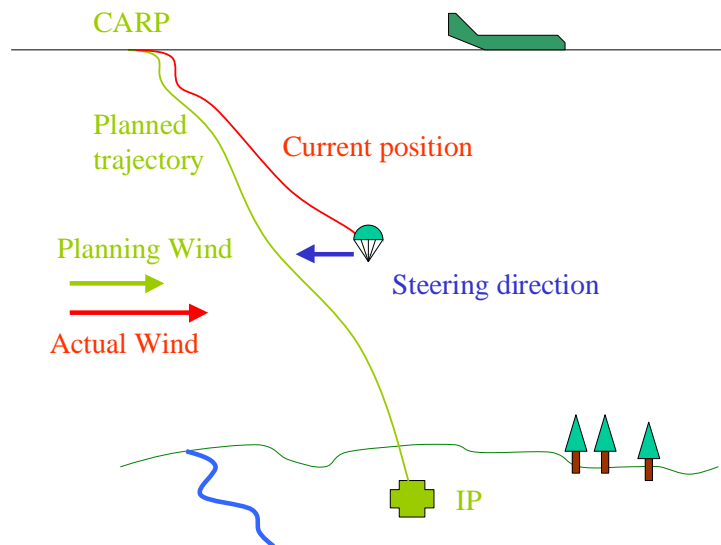 CARP
Planned
trajectory
Current position
Planning Wind
Steering direction
Actual Wind
IP